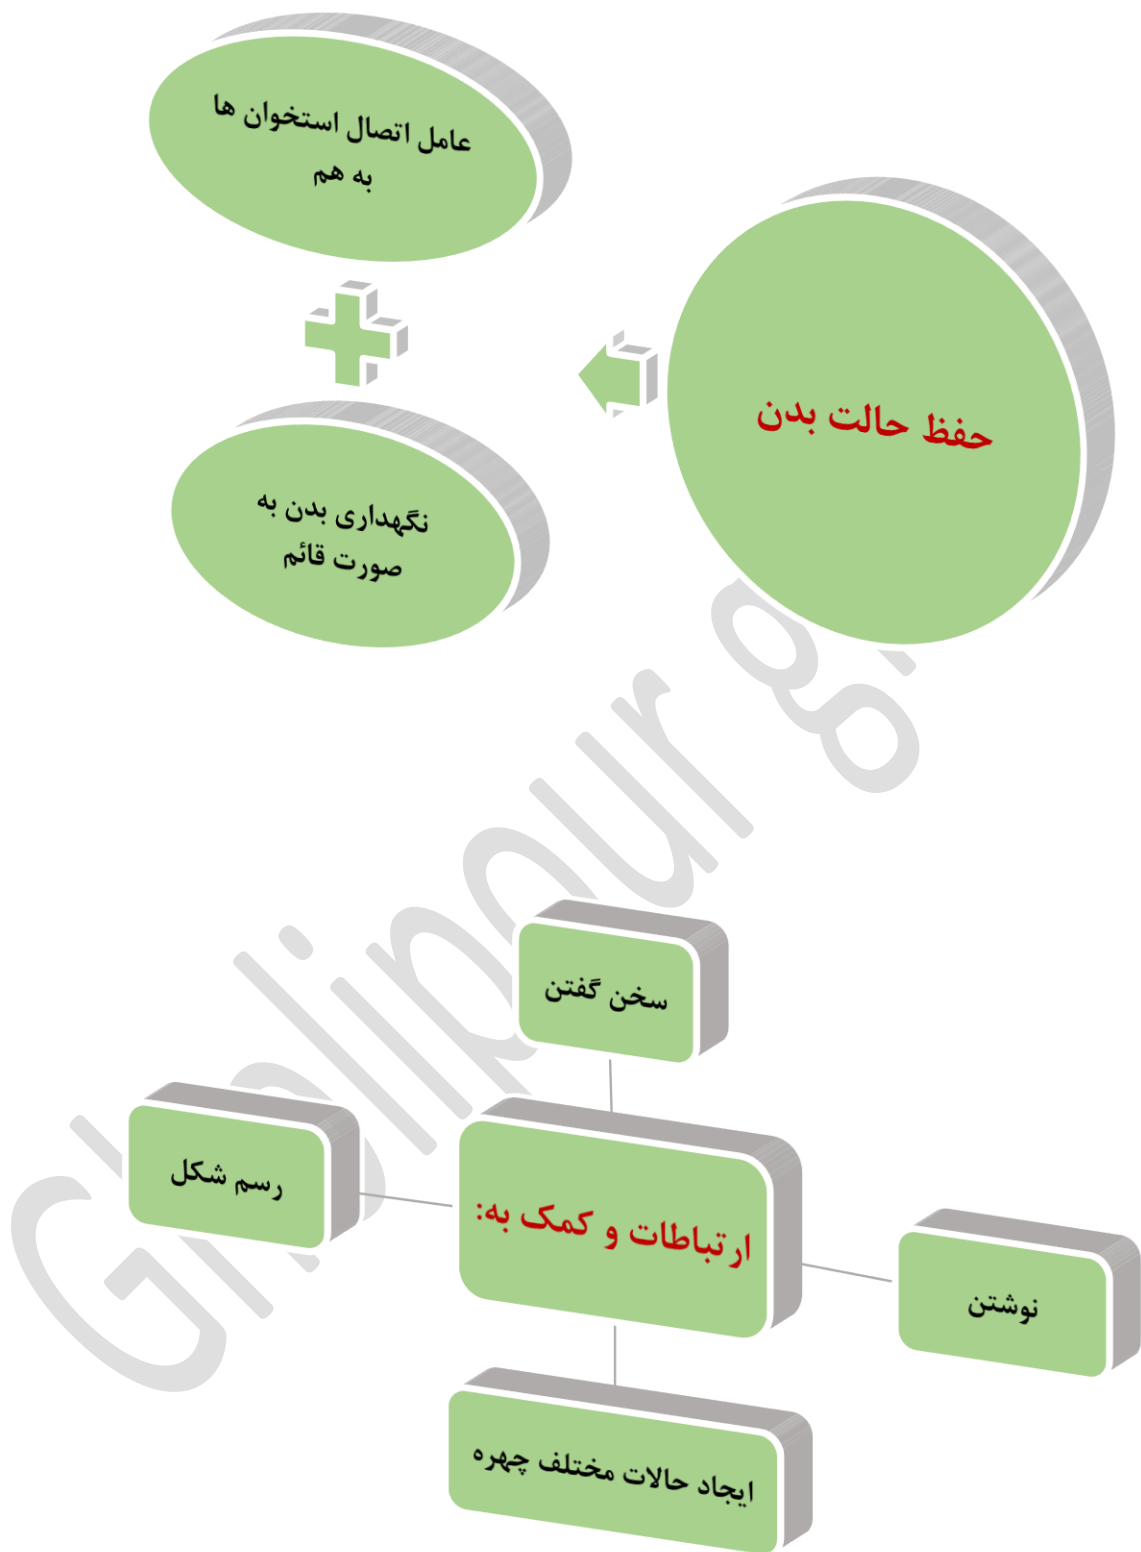 عامل اتصال استخوان ها
به هم
حفظ حالت بدن
نگهداری بدن به
صورت قائم
سخن گفتن
رسم شکل
ارتباطات و کمک به:
نوشتن
ایجاد حالات مختلف چهره